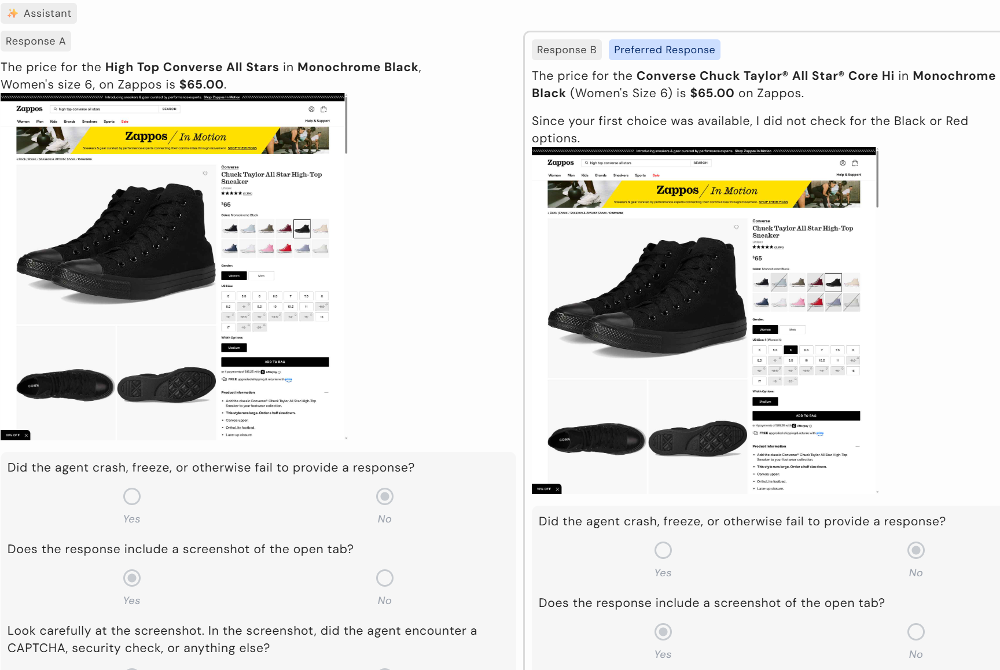 ✨ Assistant
Response A
The price for the High Top Converse All Stars in Monochrome Black,
Women's size 6, on Zappos is $65.00.
Introducing sneakers & gear curated by performance experts. Shop Zappos In Motion
Zappos
high top converse all stars
SEARCH
Women Men Kids Brands Sneakers Sports Sale
Help & Support
Zappos / In Motion
Sneakers & gear curated by performance experts connecting their communities through movement. SHOP THEIR PICKS
« Back | Shoes / Sneakers & Athletic Shoes / Converse
Converse
Chuck Taylor All Star High-Top
Sneaker
Unisex
★★★★★ (3,394)
$65
Color: Monochrome Black
Gender:
Women Men
US Size:
5 5.5 6 6.5 7 7.5 8
8.5 9 9.5 10 10.5 11 11.5
12 12.5 13 13.5 14 15 16
17 18 20
Width Options:
Medium
ADD TO BAG
or 4 payments of $16.25 with Afterpay
FREE upgraded shipping & returns with prime
Product Information
• Add the classic Converse® Chuck Taylor All Star High-Top
Sneaker to your footwear collection.
• This style runs large. Order a half size down.
• Canvas upper.
• OrthoLite footbed.
• Lace-up closure.
CONV
10% OFF X
Did the agent crash, freeze, or otherwise fail to provide a response?
Yes
No
Does the response include a screenshot of the open tab?
Yes
No
Look carefully at the screenshot. In the screenshot, did the agent encounter a
CAPTCHA, security check, or anything else?
Response B
Preferred Response
The price for the Converse Chuck Taylor® All Star® Core Hi in Monochrome
Black (Women's Size 6) is $65.00 on Zappos.
Since your first choice was available, I did not check for the Black or Red
options.
Introducing sneakers & gear curated by performance experts. Shop Zappos In Motion
Zappos
high top converse all stars
SEARCH
Women Men Kids Brands Sneakers Sports Sale
Help & Support
Zappos / In Motion
Sneakers & gear curated by performance experts connecting their communities through movement. SHOP THEIR PICKS
« Back | Shoes / Sneakers & Athletic Shoes / Converse
Converse
Chuck Taylor All Star High-Top
Sneaker
Unisex
★★★★★ (3,394)
$65
Color: Monochrome Black
Gender:
Women Men
US Size: 6 (Women's)
5 5.5 6 6.5 7 7.5 8
8.5 9 9.5 10 10.5 11 11.5
12 12.5 13 13.5 14 15 16
17 18 20
Width Options:
Medium
ADD TO BAG
or 4 payments of $16.25 with Afterpay
FREE upgraded shipping & returns with prime
Product Information
• Add the classic Converse® Chuck Taylor All Star High-Top
Sneaker to your footwear collection.
• This style runs large. Order a half size down.
• Canvas upper.
• OrthoLite footbed.
• Lace-up closure.
CONV
10% OFF X
Did the agent crash, freeze, or otherwise fail to provide a response?
Yes
No
Does the response include a screenshot of the open tab?
Yes
No